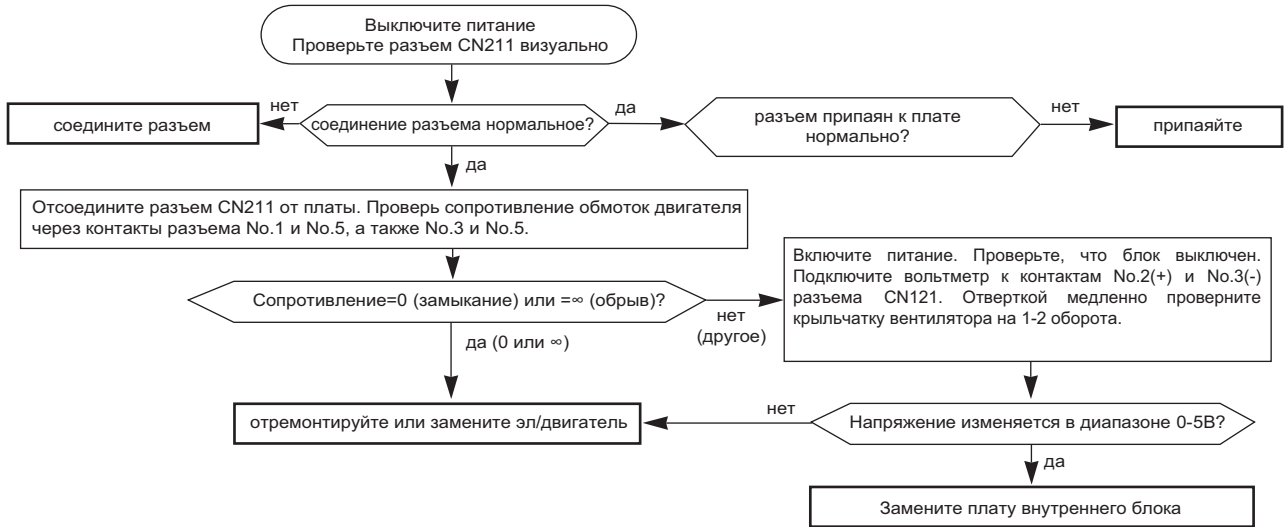 Выключите питание
Проверьте разъем CN211 визуально
нет
да
нет
соедините разъем
соединение разъема нормальное?
разъем припаян к плате
нормально?
припаяйте
да
Отсоедините разъем CN211 от платы. Проверь сопротивление обмоток двигателя
через контакты разъема No.1 и No.5, а также No.3 и No.5.
Включите питание. Проверьте, что блок выключен.
Подключите вольтметр к контактам No.2(+) и No.3(-)
разъема CN121. Отверткой медленно проверните
крыльчатку вентилятора на 1-2 оборота.
Сопротивление=0 (замыкание) или =∞ (обрыв)?
нет
(другое)
да (0 или ∞)
отремонтируйте или замените эл/двигатель
нет
Напряжение изменяется в диапазоне 0-5В?
да
Замените плату внутреннего блока